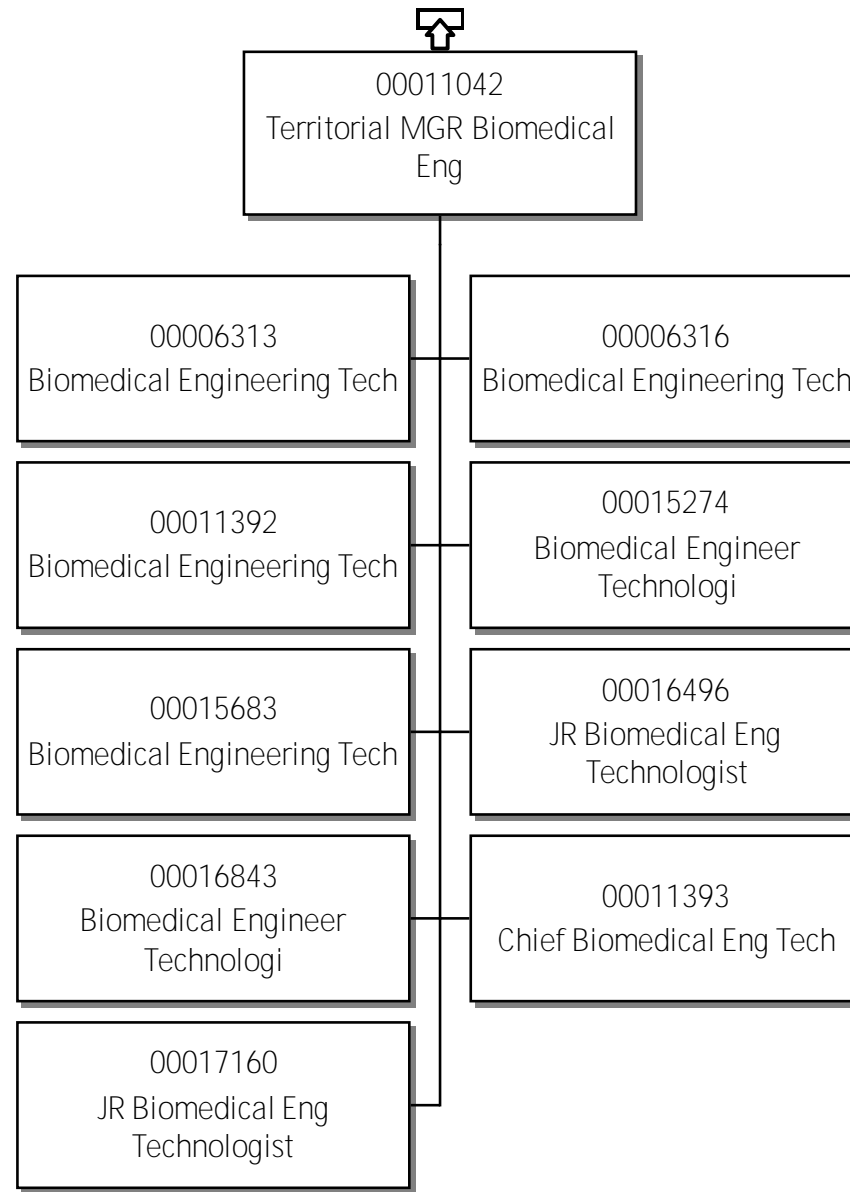 00011042
Territorial MGR Biomedical
Eng
00006313
Biomedical Engineering Tech
00006316
Biomedical Engineering Tech
00011392
Biomedical Engineering Tech
00015274
Biomedical Engineer
Technologi
00015683
Biomedical Engineering Tech
00016496
JR Biomedical Eng
Technologist
00016843
Biomedical Engineer
Technologi
00011393
Chief Biomedical Eng Tech
00017160
JR Biomedical Eng
Technologist